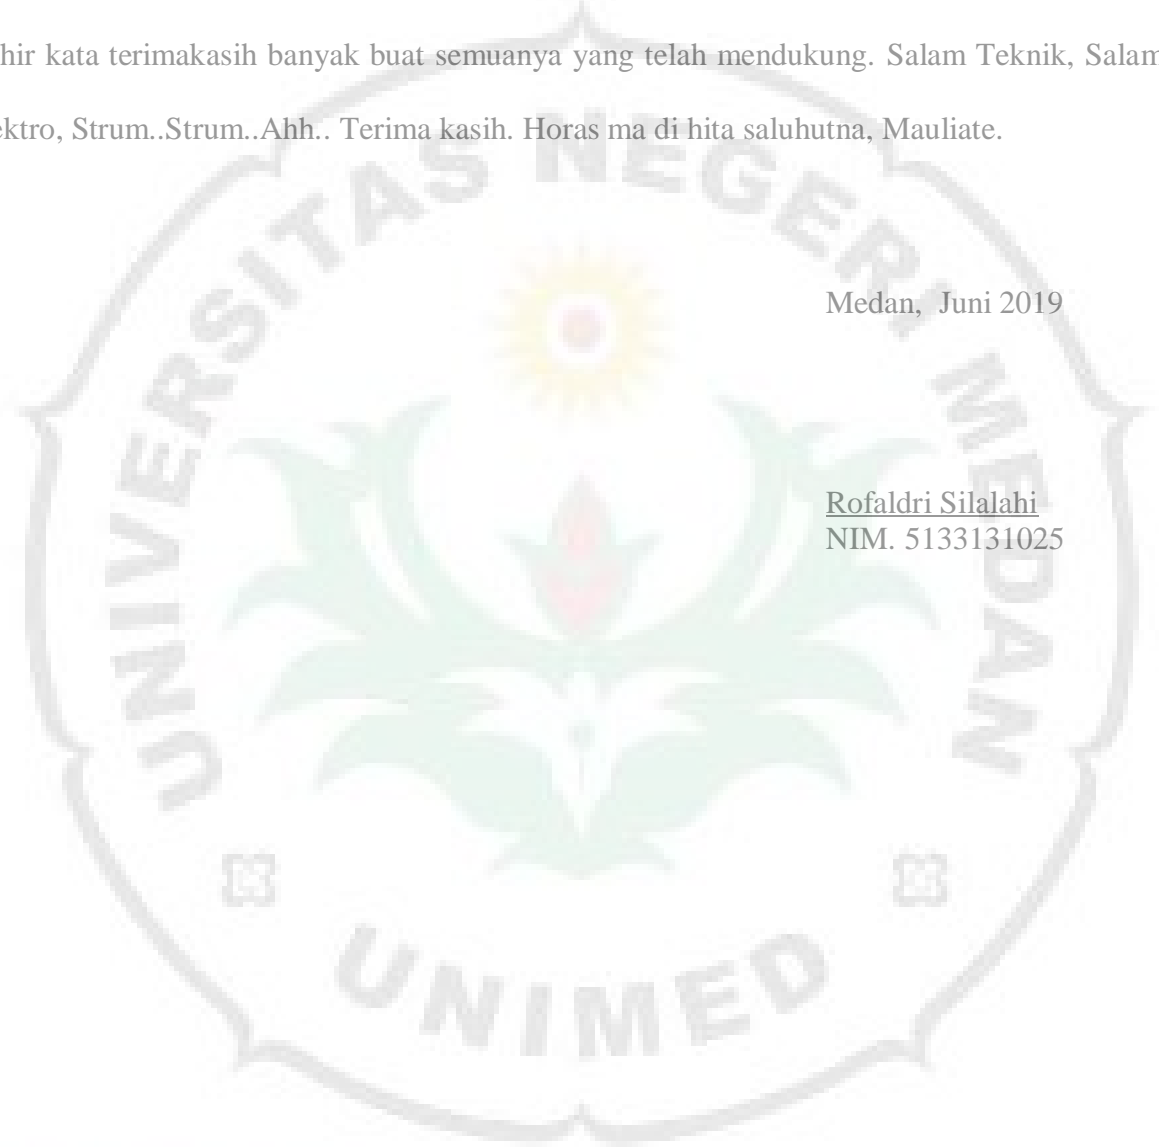 hir kata terimakasih banyak buat semuanya yang telah mendukung. Salam Teknik, Salam
ektro, Strum..Strum..Ahh.. Terima kasih. Horas ma di hita saluhutna, Mauliate.
UNIVERSITAS NEGERI MEDAN
Medan, Juni 2019
Rofaldri Silalahi
NIM. 5133131025
UNIMED